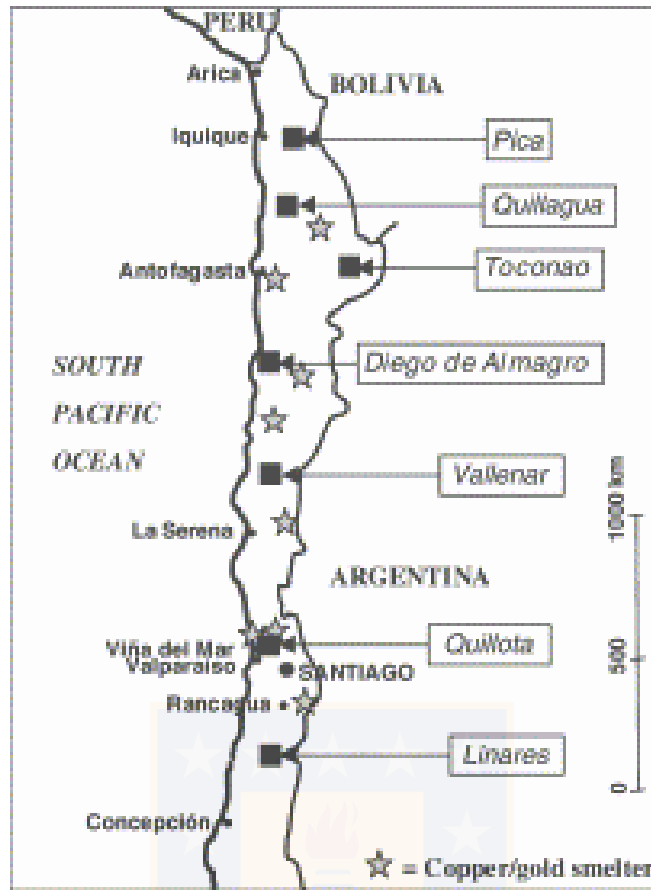 PERU
Arica
BOLIVIA
Iquique
Pica
Quillagua
Antofagasta
Toconao
SOUTH
PACIFIC
OCEAN
Diego de Almagro
Vallenar
1000 km
La Serena
ARGENTINA
Viña del Mar
Quillota
Valparaíso
SANTIAGO
500
Rancagua
Linares
0
Concepción
= Copper/gold smelter